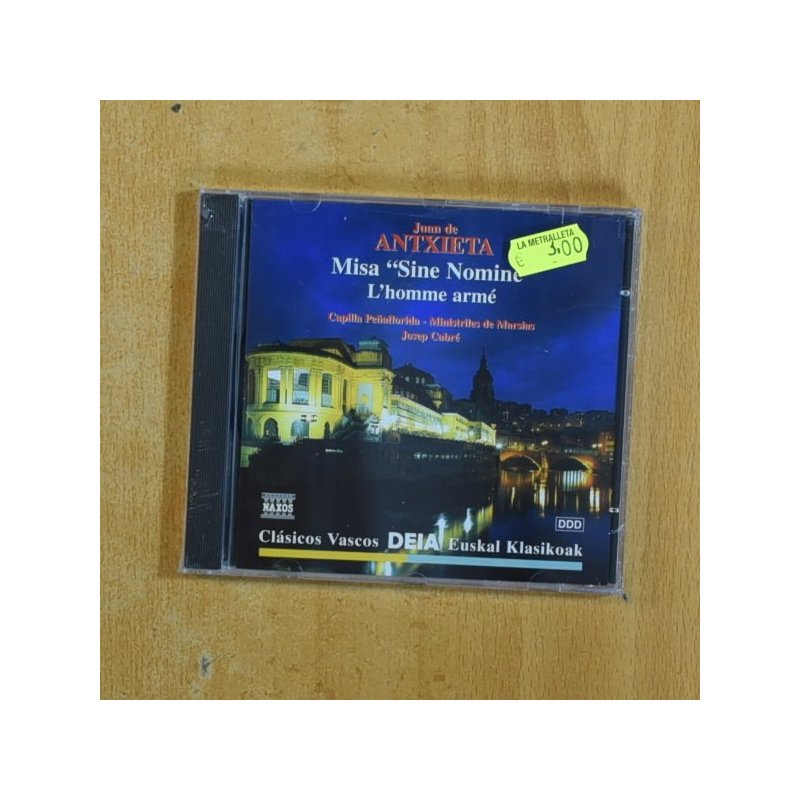 Juan de
ANTXIETA
LA METRALLETA
€ 3,00
Misa “Sine Nomine
L'homme armé
Capilla Peñaflorida - Ministriles de Marsias
Josep Cabré
NAXOS
DDD
Clásicos Vascos DEIA Euskal Klasikoak